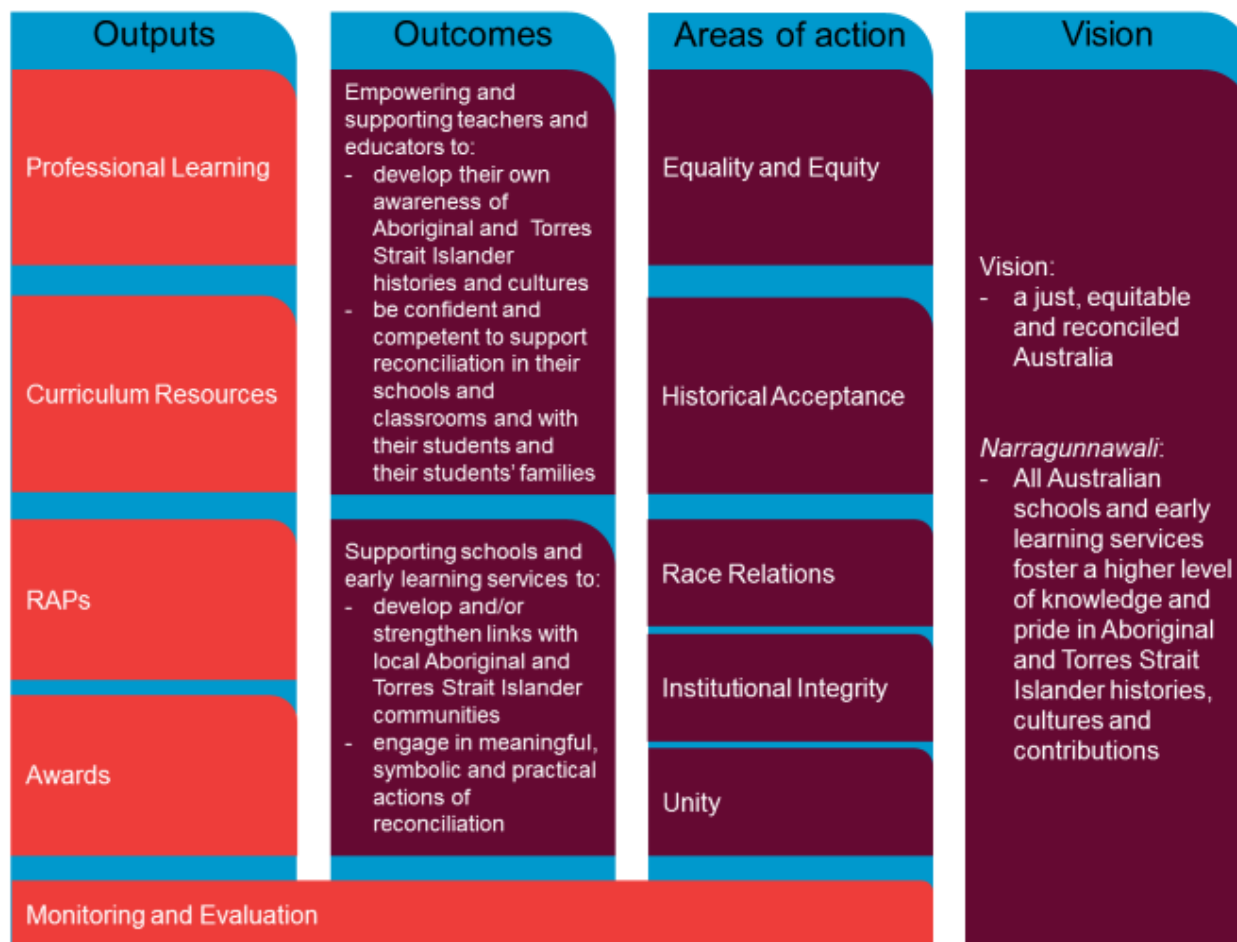 Outputs
Professional Learning
Curriculum Resources
RAPs
Awards
Outcomes
Empowering and
supporting teachers and
educators to:
- develop their own
awareness of
Aboriginal and Torres
Strait Islander
histories and cultures
- be confident and
competent to support
reconciliation in their
schools and
classrooms and with
their students and
their students' families
Supporting schools and
early learning services to:
- develop and/or
strengthen links with
local Aboriginal and
Torres Strait Islander
communities
- engage in meaningful,
symbolic and practical
actions of
reconciliation
Areas of action
Equality and Equity
Historical Acceptance
Race Relations
Institutional Integrity
Unity
Monitoring and Evaluation
Vision
Vision:
- a just, equitable
and reconciled
Australia
Narragunnawali:
- All Australian
schools and early
learning services
foster a higher level
of knowledge and
pride in Aboriginal
and Torres Strait
Islander histories,
cultures and
contributions